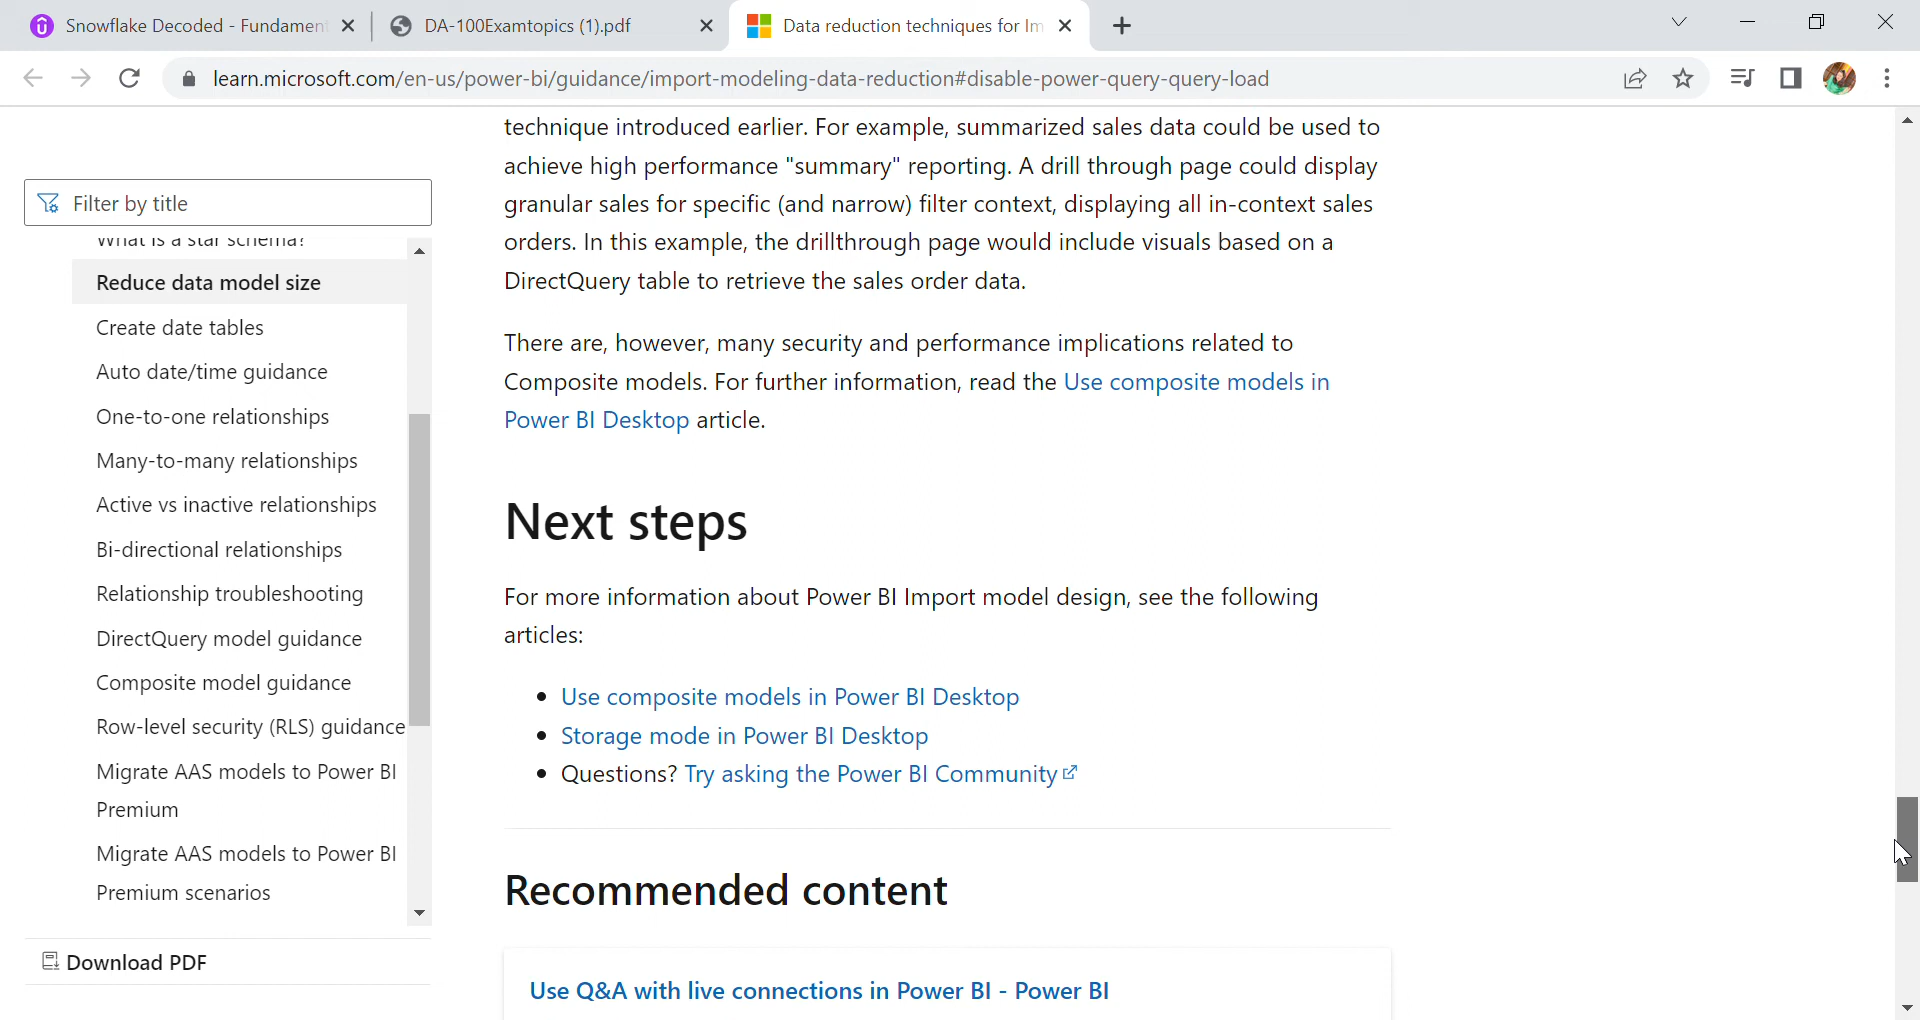 Snowflake Decoded - Fundamen
DA-100Examtopics (1).pdf
Data reduction techniques for Im
learn.microsoft.com/en-us/power-bi/guidance/import-modeling-data-reduction#disable-power-query-query-load
Filter by title
What is a star schema?
Reduce data model size
Create date tables
Auto date/time guidance
One-to-one relationships
Many-to-many relationships
Active vs inactive relationships
Bi-directional relationships
Relationship troubleshooting
DirectQuery model guidance
Composite model guidance
Row-level security (RLS) guidance
Migrate AAS models to Power BI
Premium
Migrate AAS models to Power BI
Premium scenarios
Download PDF
technique introduced earlier. For example, summarized sales data could be used to
achieve high performance "summary" reporting. A drill through page could display
granular sales for specific (and narrow) filter context, displaying all in-context sales
orders. In this example, the drillthrough page would include visuals based on a
DirectQuery table to retrieve the sales order data.
There are, however, many security and performance implications related to
Composite models. For further information, read the Use composite models in
Power BI Desktop article.
Next steps
For more information about Power BI Import model design, see the following
articles:
• Use composite models in Power BI Desktop
• Storage mode in Power BI Desktop
• Questions? Try asking the Power BI Community
Recommended content
Use Q&A with live connections in Power BI - Power BI